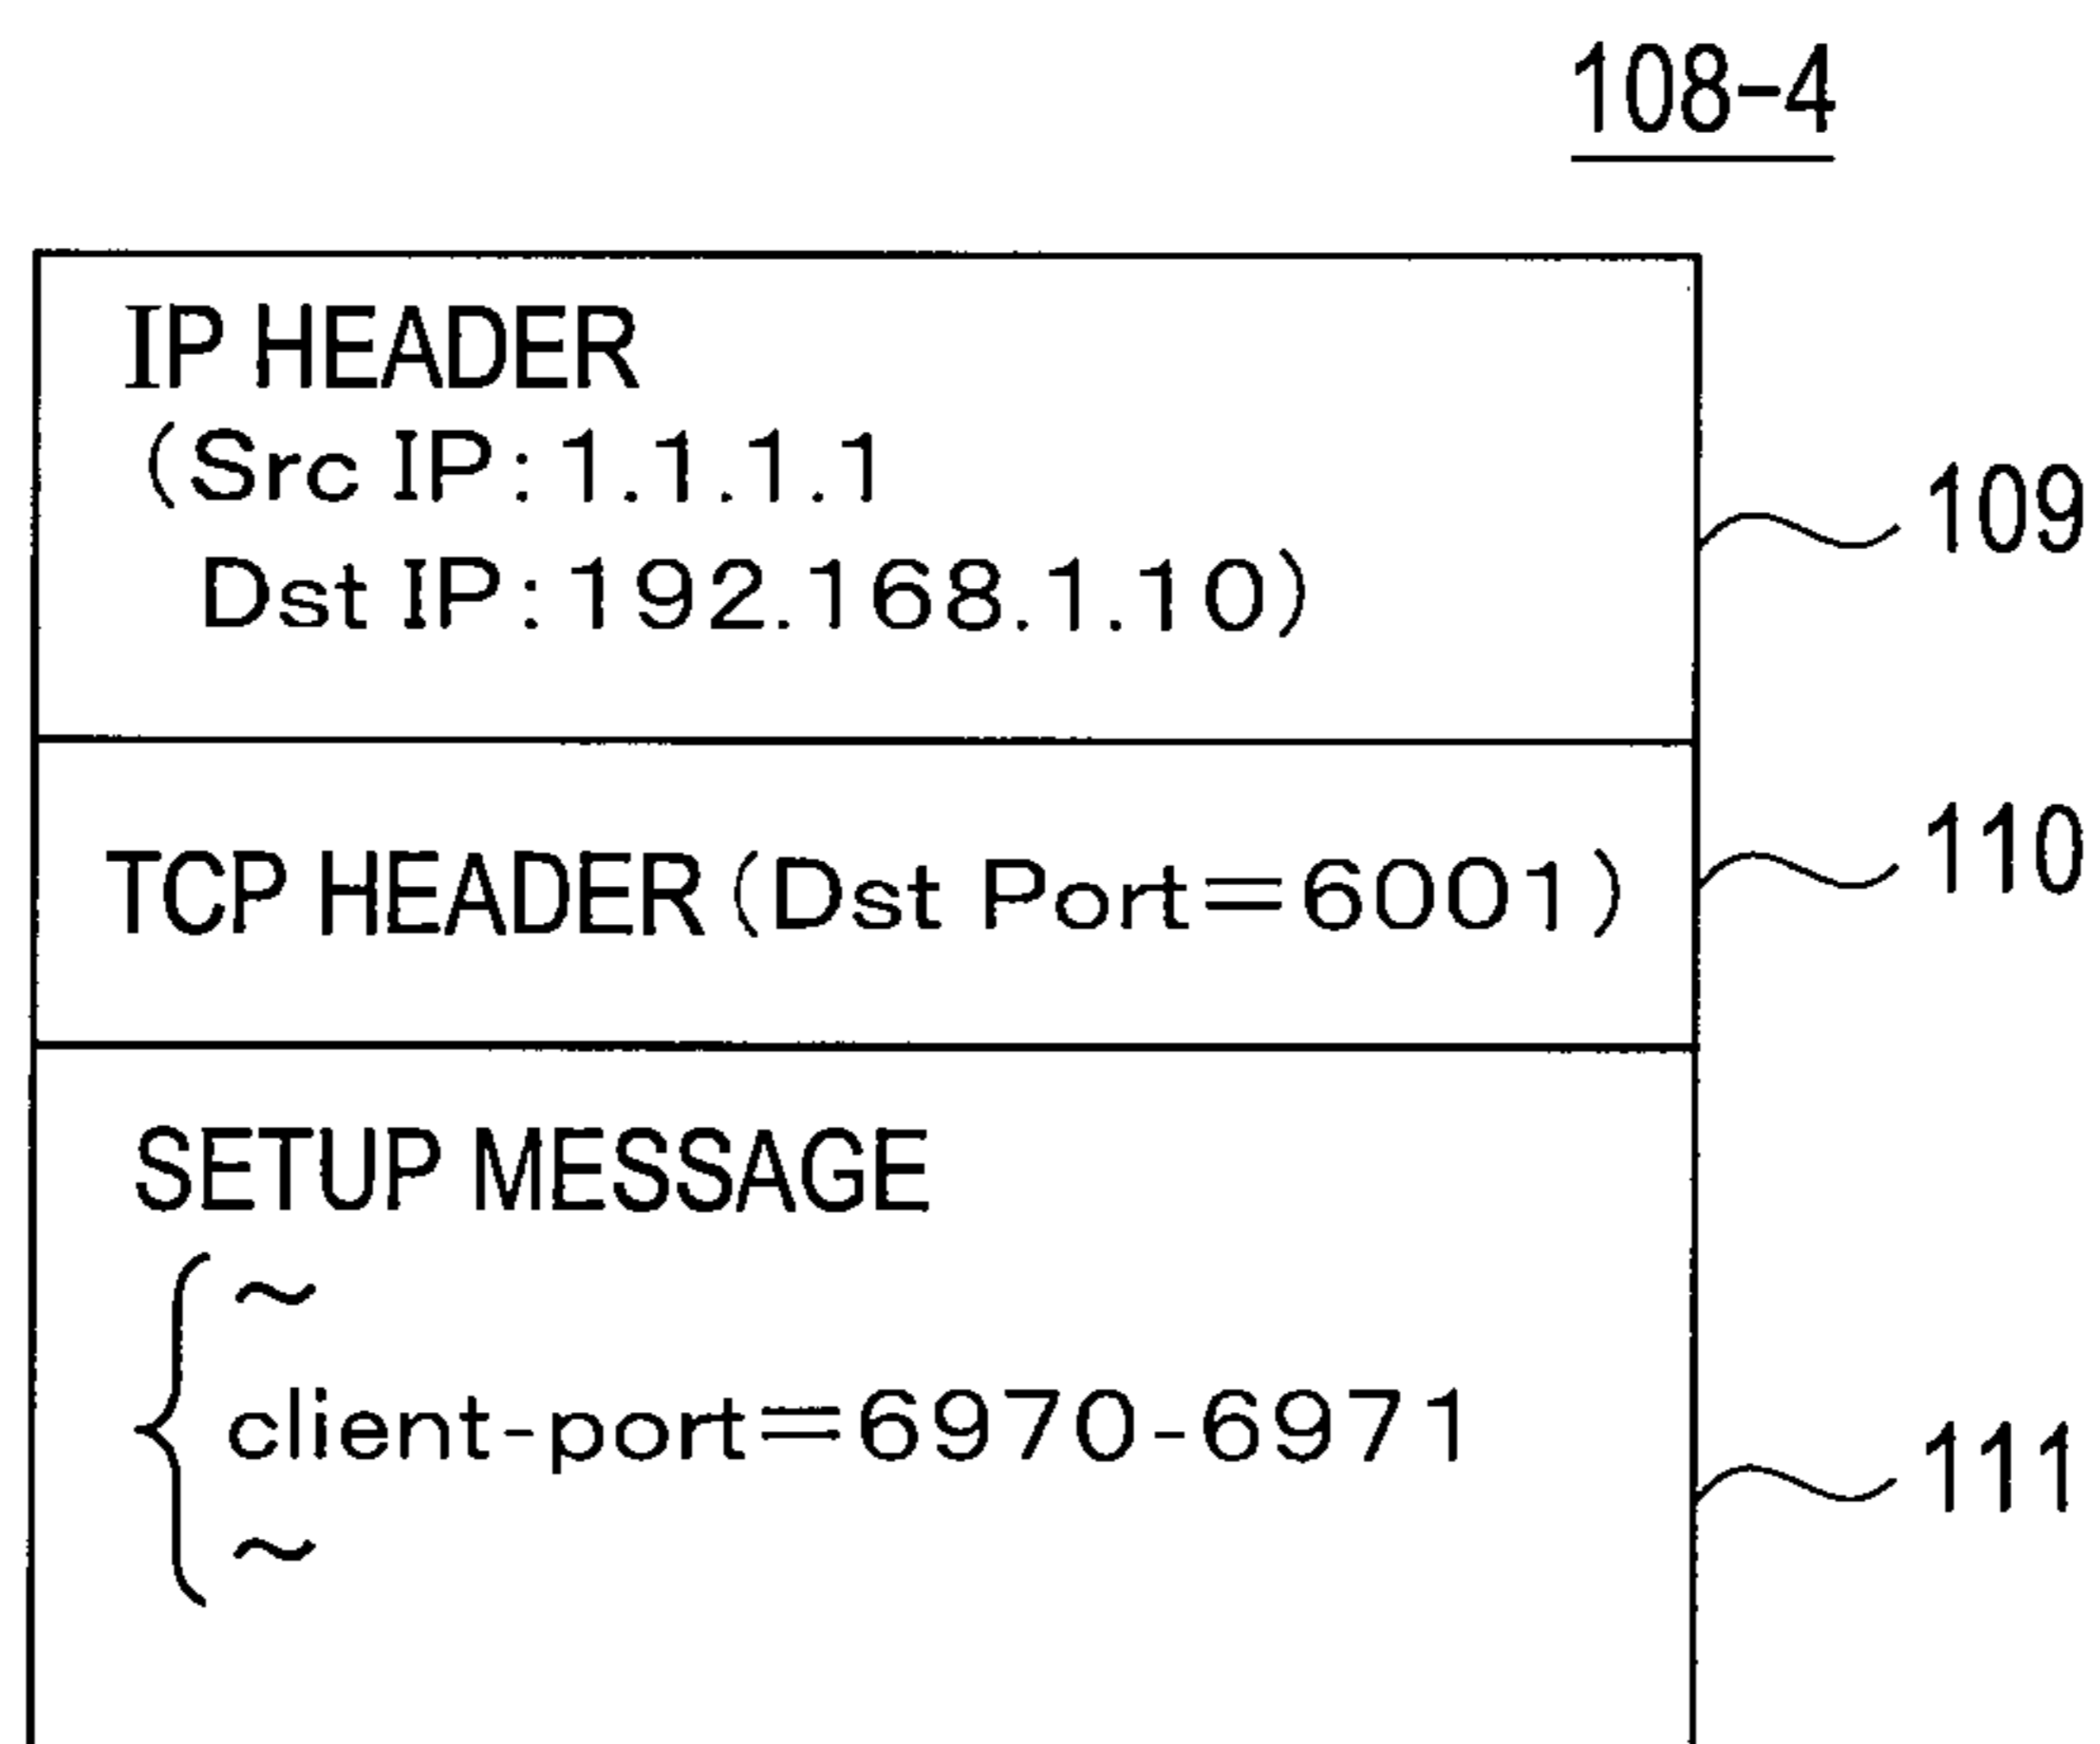 108-4
IP HEADER
(Src IP:1.1.1.1
Dst IP:192.168.1.10)
109
TCP HEADER(Dst Port=6001)
110
SETUP MESSAGE
~
client-port=6970-6971
~
111